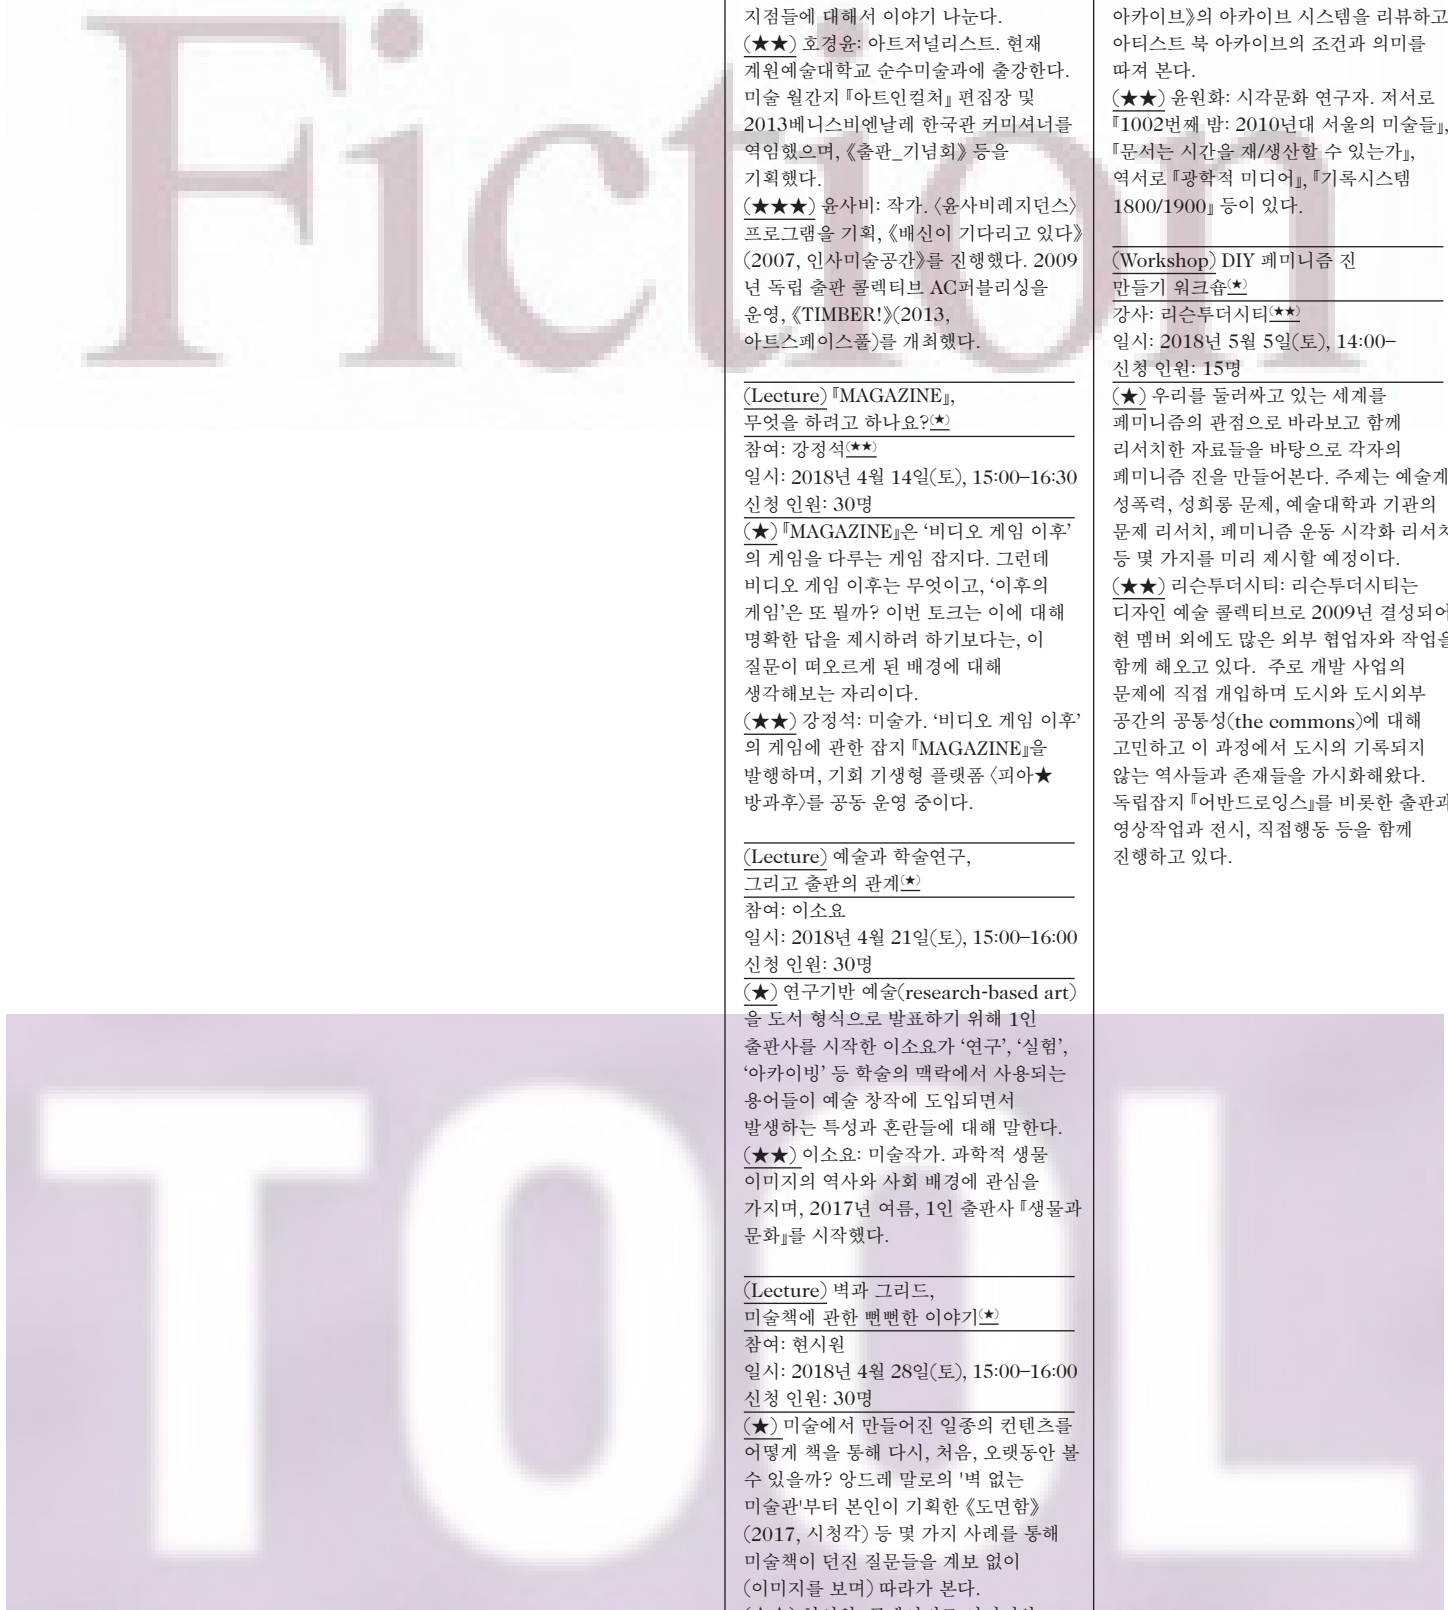 Fiction
지점들에 대해서 이야기 나눈다.
(★★) 호경윤: 아트저널리스트. 현재
계원예술대학교 순수미술과에 출강한다.
미술 월간지 『아트인컬처』 편집장 및
2013베니스비엔날레 한국관 커미셔너를
역임했으며, 《출판_기념회》 등을
기획했다.
(★★★) 윤사비: 작가. 〈윤사비레지던스〉
프로그램을 기획, 《배신이 기다리고 있다》
(2007, 인사미술공간》를 진행했다. 2009
년 독립 출판 콜렉티브 AC퍼블리싱을
운영, 《TIMBER!》(2013,
아트스페이스풀)를 개최했다.
(Lecture) 『MAGAZINE』,
무엇을 하려고 하나요?(★)
참여: 강정석(★★)
일시: 2018년 4월 14일(토), 15:00–16:30
신청 인원: 30명
(★) 『MAGAZINE』은 ‘비디오 게임 이후’
의 게임을 다루는 게임 잡지다. 그런데
비디오 게임 이후는 무엇이고, ‘이후의
게임’은 또 뭘까? 이번 토크는 이에 대해
명확한 답을 제시하려 하기보다는, 이
질문이 떠오르게 된 배경에 대해
생각해보는 자리이다.
(★★) 강정석: 미술가. ‘비디오 게임 이후’
의 게임에 관한 잡지 『MAGAZINE』을
발행하며, 기회 기생형 플랫폼 〈피아★
방과후〉를 공동 운영 중이다.
(Lecture) 예술과 학술연구,
그리고 출판의 관계(★)
참여: 이소요
일시: 2018년 4월 21일(토), 15:00–16:00
신청 인원: 30명
(★) 연구기반 예술(research-based art)
을 도서 형식으로 발표하기 위해 1인
출판사를 시작한 이소요가 ‘연구’, ‘실험’,
‘아카이빙’ 등 학술의 맥락에서 사용되는
용어들이 예술 창작에 도입되면서
발생하는 특성과 혼란들에 대해 말한다.
(★★) 이소요: 미술작가. 과학적 생물
이미지의 역사와 사회 배경에 관심을
가지며, 2017년 여름, 1인 출판사 『생물과
문화』를 시작했다.
(Lecture) 벽과 그리드,
미술책에 관한 뻔뻔한 이야기(★)
참여: 현시원
일시: 2018년 4월 28일(토), 15:00–16:00
신청 인원: 30명
(★) 미술에서 만들어진 일종의 컨텐츠를
어떻게 책을 통해 다시, 처음, 오랫동안 볼
수 있을까? 앙드레 말로의 '벽 없는
미술관'부터 본인이 기획한 《도면함》
(2017, 시청각) 등 몇 가지 사례를 통해
미술책이 던진 질문들을 계보 없이
(이미지를 보며) 따라가 본다.
아카이브》의 아카이브 시스템을 리뷰하고
아티스트 북 아카이브의 조건과 의미를
따져 본다.
(★★) 윤원화: 시각문화 연구자. 저서로
『1002번째 밤: 2010년대 서울의 미술들』,
『문서는 시간을 재/생산할 수 있는가』,
역서로 『광학적 미디어』, 『기록시스템
1800/1900』 등이 있다.
(Workshop) DIY 페미니즘 진
만들기 워크숍(★)
강사: 리슨투더시티(★★)
일시: 2018년 5월 5일(토), 14:00–
신청 인원: 15명
(★) 우리를 둘러싸고 있는 세계를
페미니즘의 관점으로 바라보고 함께
리서치한 자료들을 바탕으로 각자의
페미니즘 진을 만들어본다. 주제는 예술계
성폭력, 성희롱 문제, 예술대학과 기관의
문제 리서치, 페미니즘 운동 시각화 리서치
등 몇 가지를 미리 제시할 예정이다.
(★★) 리슨투더시티: 리슨투더시티는
디자인 예술 콜렉티브로 2009년 결성되어
현 멤버 외에도 많은 외부 협업자와 작업을
함께 해오고 있다. 주로 개발 사업의
문제에 직접 개입하며 도시와 도시외부
공간의 공통성(the commons)에 대해
고민하고 이 과정에서 도시의 기록되지
않는 역사들과 존재들을 가시화해왔다.
독립잡지 『어반드로잉스』를 비롯한 출판과
영상작업과 전시, 직접행동 등을 함께
진행하고 있다.
TOOL